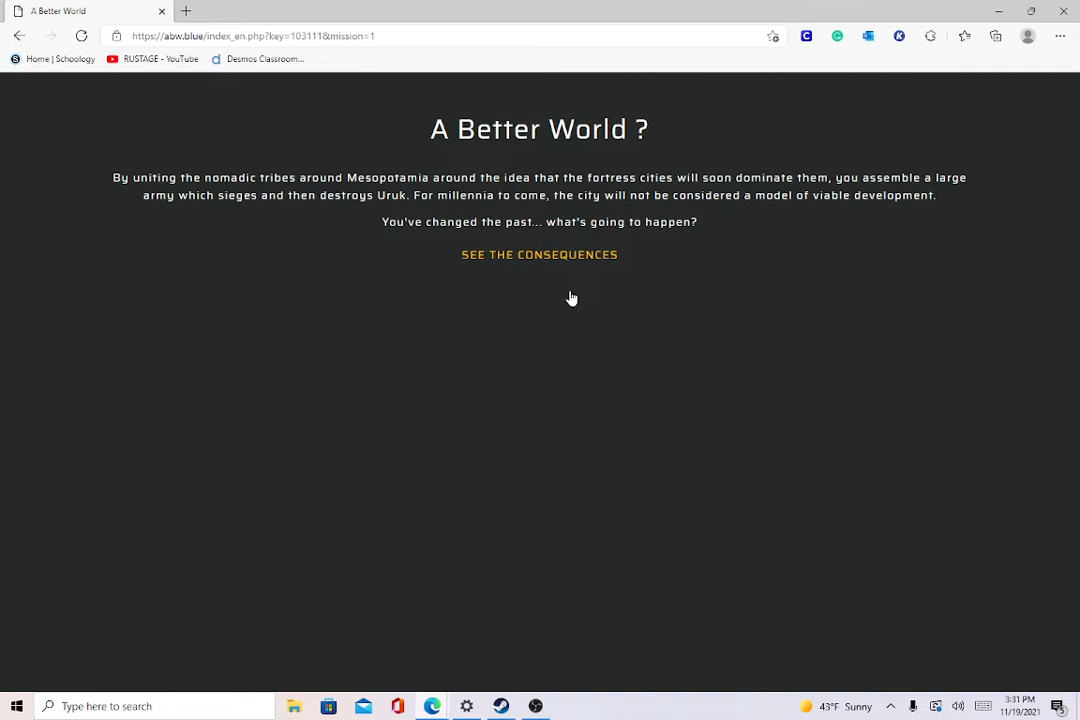 A Better World
https://abw.blue/index_en.php?key=103111&mission=1
Home | Schoology RUSTAGE - YouTube Desmos Classroom...
A Better World ?
By uniting the nomadic tribes around Mesopotamia around the idea that the fortress cities will soon dominate them, you assemble a large
army which sieges and then destroys Uruk. For millennia to come, the city will not be considered a model of viable development.
You've changed the past... what's going to happen?
SEE THE CONSEQUENCES
Type here to search
43°F Sunny
3:31 PM
11/19/2021